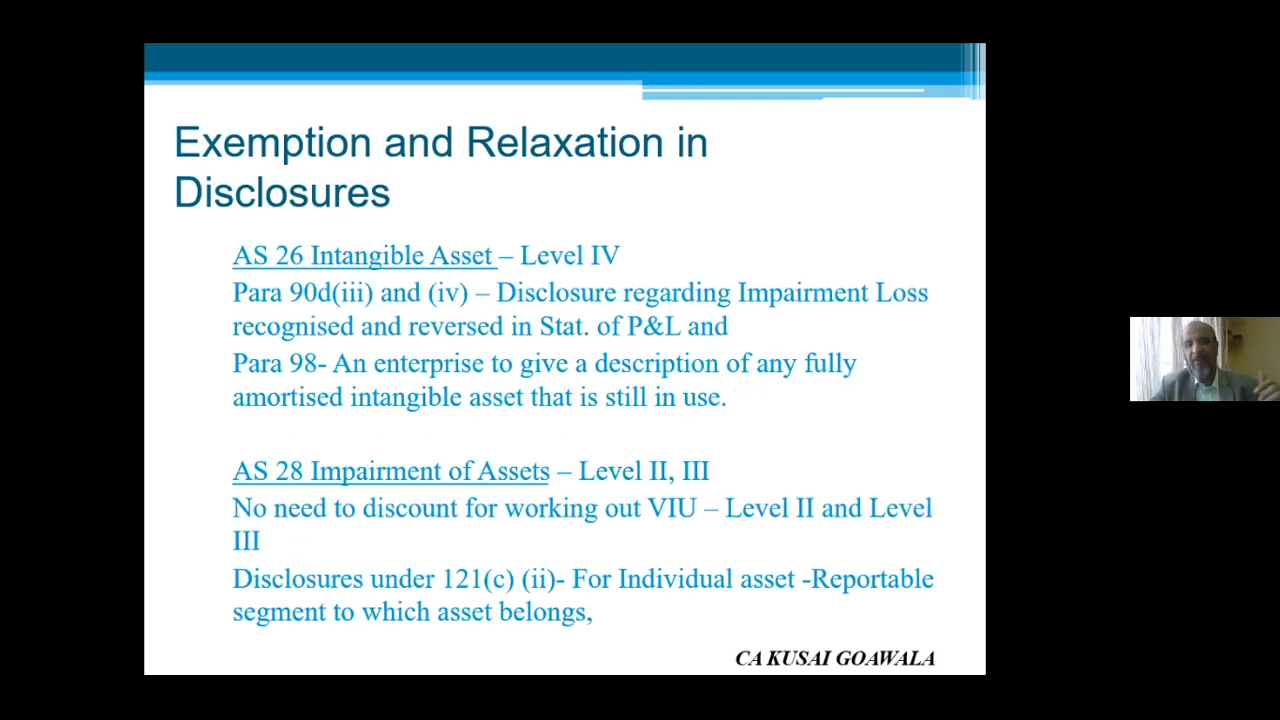 Exemption and Relaxation in
Disclosures
AS 26 Intangible Asset – Level IV
Para 90d(iii) and (iv) – Disclosure regarding Impairment Loss
recognised and reversed in Stat. of P&L and
Para 98- An enterprise to give a description of any fully
amortised intangible asset that is still in use.
AS 28 Impairment of Assets – Level II, III
No need to discount for working out VIU – Level II and Level
III
Disclosures under 121(c) (ii)- For Individual asset -Reportable
segment to which asset belongs,
CA KUSAI GOAWALA